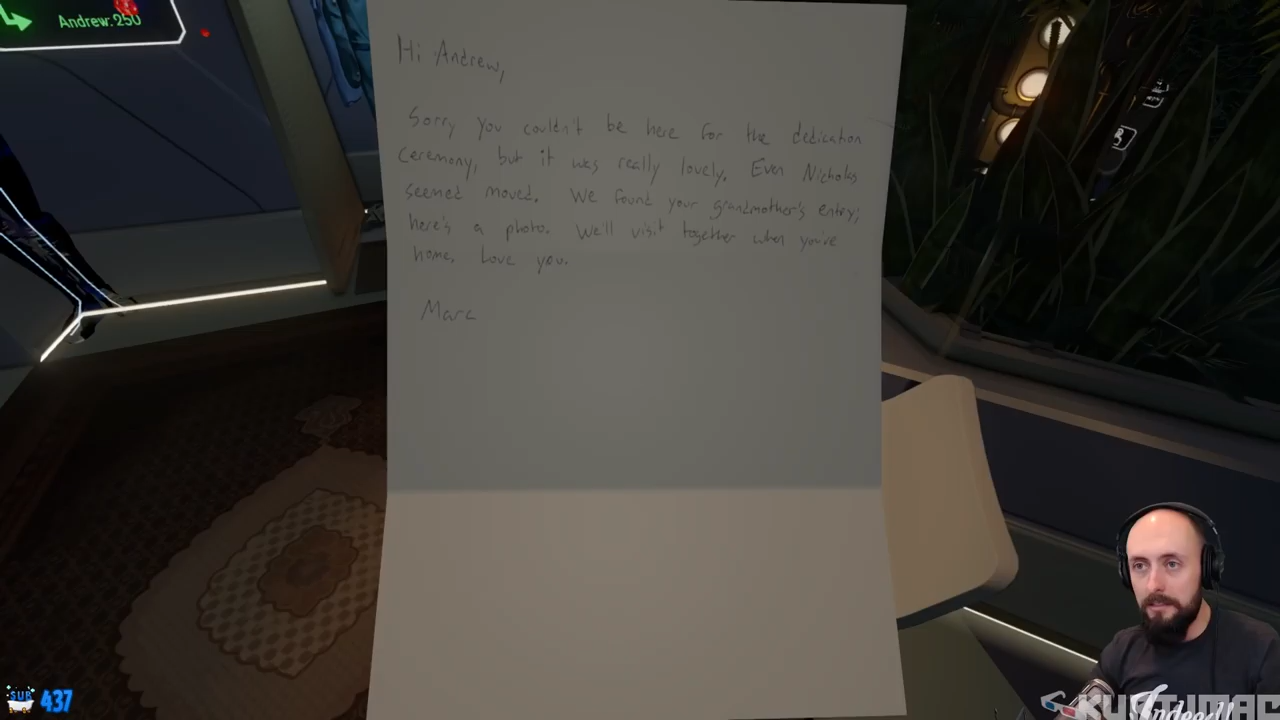 Andrew: 250
Hi Andrew,
Sorry you couldn't be here for the dedication
ceremony, but it was really lovely. Even Nicholas
seemed moved. We found your grandmother's entry;
here's a photo. We'll visit together when you're
home. Love you.
Marc
SUB
437